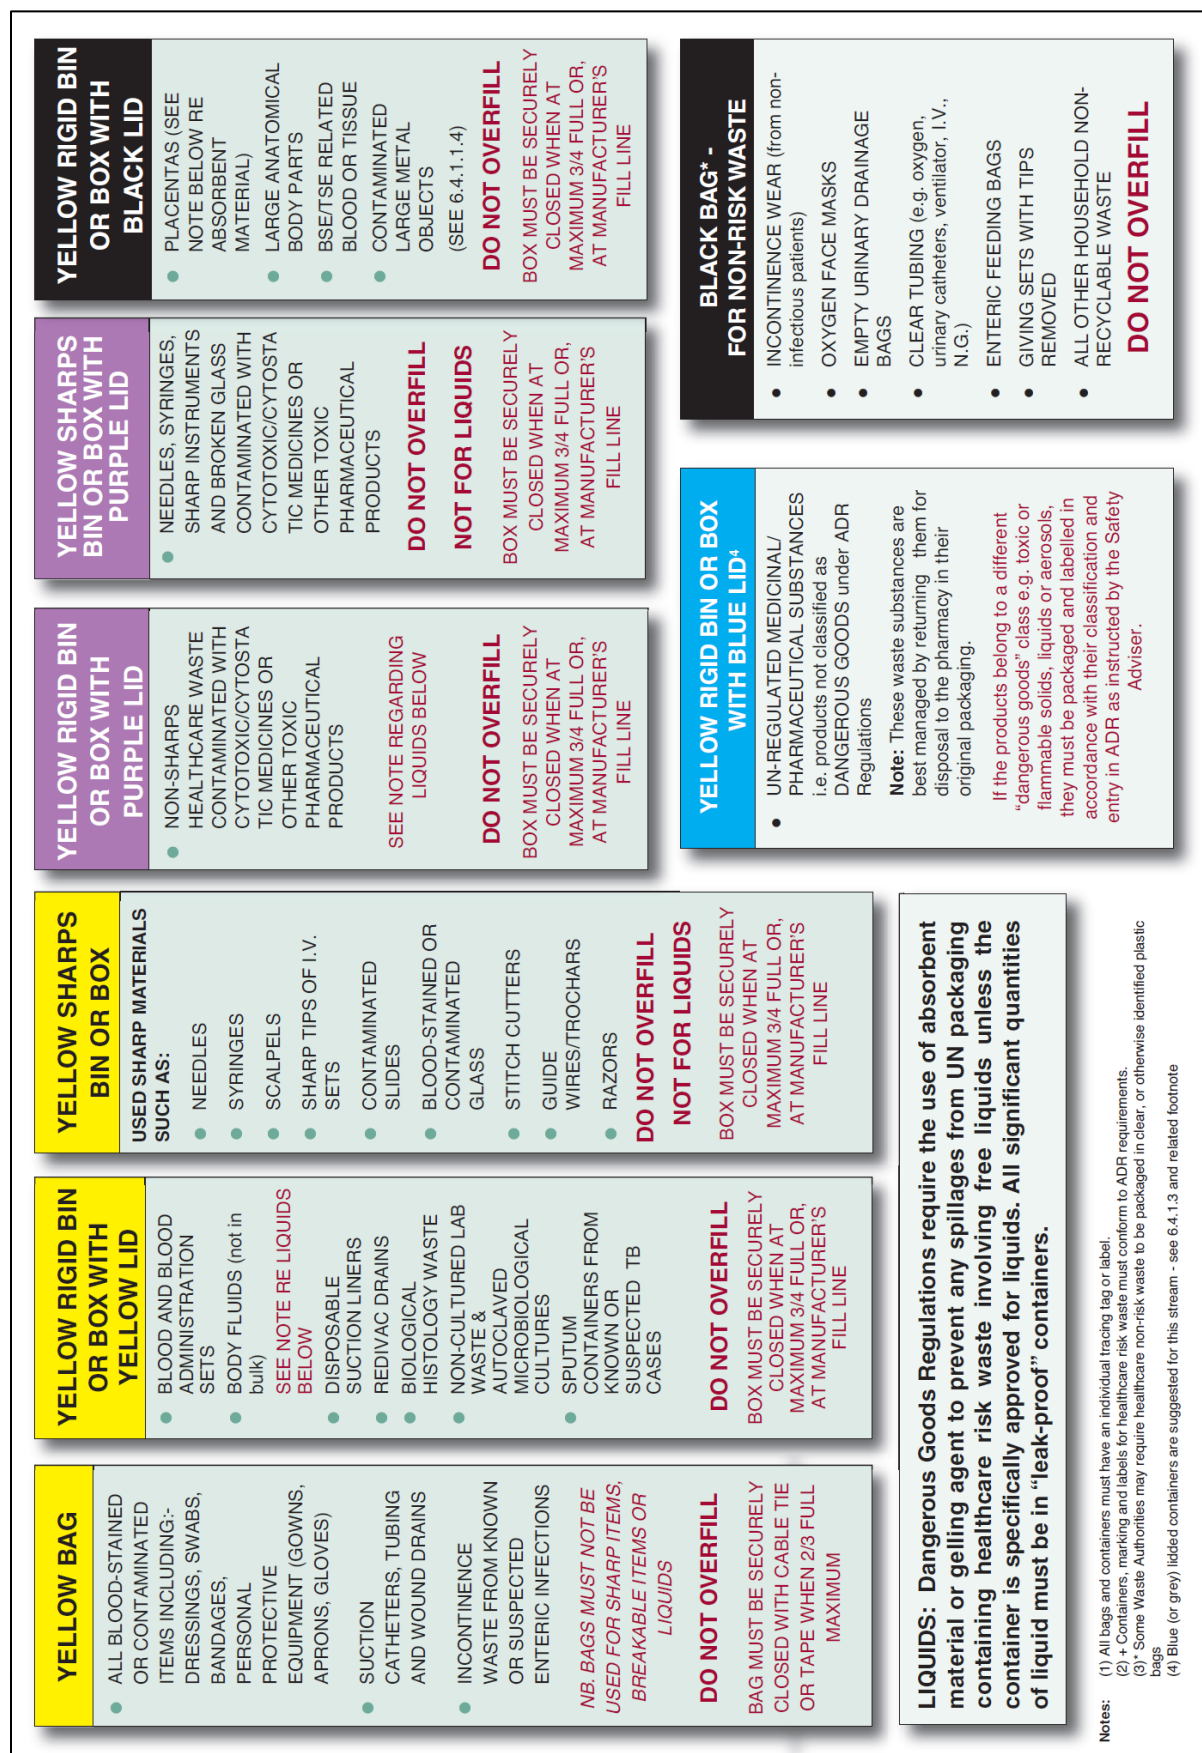 YELLOW BAG
ALL BLOOD-STAINED
OR CONTAMINATED
ITEMS INCLUDING:-
DRESSINGS, SWABS,
BANDAGES,
PERSONAL
PROTECTIVE
EQUIPMENT (GOWNS,
APRONS, GLOVES)
SUCTION
CATHETERS, TUBING
AND WOUND DRAINS
INCONTINENCE
WASTE FROM KNOWN
OR SUSPECTED
ENTERIC INFECTIONS
NB. BAGS MUST NOT BE
USED FOR SHARP ITEMS,
BREAKABLE ITEMS OR
LIQUIDS
DO NOT OVERFILL
BAG MUST BE SECURELY
CLOSED WITH CABLE TIE
OR TAPE WHEN 2/3 FULL
MAXIMUM
YELLOW RIGID BIN
OR BOX WITH
YELLOW LID
BLOOD AND BLOOD
ADMINISTRATION
SETS
BODY FLUIDS (not in
bulk)
SEE NOTE RE LIQUIDS
BELOW
DISPOSABLE
SUCTION LINERS
REDIVAC DRAINS
BIOLOGICAL
HISTOLOGY WASTE
NON-CULTURED LAB
WASTE &
AUTOCLAVED
MICROBIOLOGICAL
CULTURES
SPUTUM
CONTAINERS FROM
KNOWN OR
SUSPECTED TB
CASES
DO NOT OVERFILL
BOX MUST BE SECURELY
CLOSED WHEN AT
MAXIMUM 3/4 FULL OR,
AT MANUFACTURER'S
FILL LINE
YELLOW SHARPS
BIN OR BOX
USED SHARP MATERIALS
SUCH AS:
NEEDLES
SYRINGES
SCALPELS
SHARP TIPS OF I.V.
SETS
CONTAMINATED
SLIDES
BLOOD-STAINED OR
CONTAMINATED
GLASS
STITCH CUTTERS
GUIDE
WIRES/TROCHARS
RAZORS
DO NOT OVERFILL
NOT FOR LIQUIDS
BOX MUST BE SECURELY
CLOSED WHEN AT
MAXIMUM 3/4 FULL OR,
AT MANUFACTURER'S
FILL LINE
YELLOW RIGID BIN
OR BOX WITH
PURPLE LID
NON-SHARPS
HEALTHCARE WASTE
CONTAMINATED WITH
CYTOTOXIC/CYTOSTA
TIC MEDICINES OR
OTHER TOXIC
PHARMACEUTICAL
PRODUCTS
SEE NOTE REGARDING
LIQUIDS BELOW
DO NOT OVERFILL
BOX MUST BE SECURELY
CLOSED WHEN AT
MAXIMUM 3/4 FULL OR,
AT MANUFACTURER'S
FILL LINE
YELLOW SHARPS
BIN OR BOX WITH
PURPLE LID
NEEDLES, SYRINGES,
SHARP INSTRUMENTS
AND BROKEN GLASS
CONTAMINATED WITH
CYTOTOXIC/CYTOSTA
TIC MEDICINES OR
OTHER TOXIC
PHARMACEUTICAL
PRODUCTS
DO NOT OVERFILL
NOT FOR LIQUIDS
BOX MUST BE SECURELY
CLOSED WHEN AT
MAXIMUM 3/4 FULL OR,
AT MANUFACTURER'S
FILL LINE
YELLOW RIGID BIN
OR BOX WITH
BLACK LID
PLACENTAS (SEE
NOTE BELOW RE
ABSORBENT
MATERIAL)
LARGE ANATOMICAL
BODY PARTS
BSE/TSE RELATED
BLOOD OR TISSUE
CONTAMINATED
LARGE METAL
OBJECTS
(SEE 6.4.1.1.4)
DO NOT OVERFILL
BOX MUST BE SECURELY
CLOSED WHEN AT
MAXIMUM 3/4 FULL OR,
AT MANUFACTURER'S
FILL LINE
LIQUIDS: Dangerous Goods Regulations require the use of absorbent
material or gelling agent to prevent any spillages from UN packaging
containing healthcare risk waste involving free liquids unless the
container is specifically approved for liquids. All significant quantities
of liquid must be in "leak-proof" containers.
YELLOW RIGID BIN OR BOX
WITH BLUE LID⁴
UN-REGULATED MEDICINAL/
PHARMACEUTICAL SUBSTANCES
i.e. products not classified as
DANGEROUS GOODS under ADR
Regulations
Note: These waste substances are
best managed by returning them for
disposal to the pharmacy in their
original packaging.
If the products belong to a different
"dangerous goods" class e.g. toxic or
flammable solids, liquids or aerosols,
they must be packaged and labelled in
accordance with their classification and
entry in ADR as instructed by the Safety
Adviser.
BLACK BAG* -
FOR NON-RISK WASTE
INCONTINENCE WEAR (from non-
infectious patients)
OXYGEN FACE MASKS
EMPTY URINARY DRAINAGE
BAGS
CLEAR TUBING (e.g. oxygen,
urinary catheters, ventilator, I.V.,
N.G.)
ENTERIC FEEDING BAGS
GIVING SETS WITH TIPS
REMOVED
ALL OTHER HOUSEHOLD NON-
RECYCLABLE WASTE
DO NOT OVERFILL
Notes: (1) All bags and containers must have an individual tracing tag or label.
(2) + Containers, marking and labels for healthcare risk waste must conform to ADR requirements.
(3)* Some Waste Authorities may require healthcare non-risk waste to be packaged in clear, or otherwise identified plastic
bags
(4) Blue (or grey) lidded containers are suggested for this stream - see 6.4.1.3 and related footnote